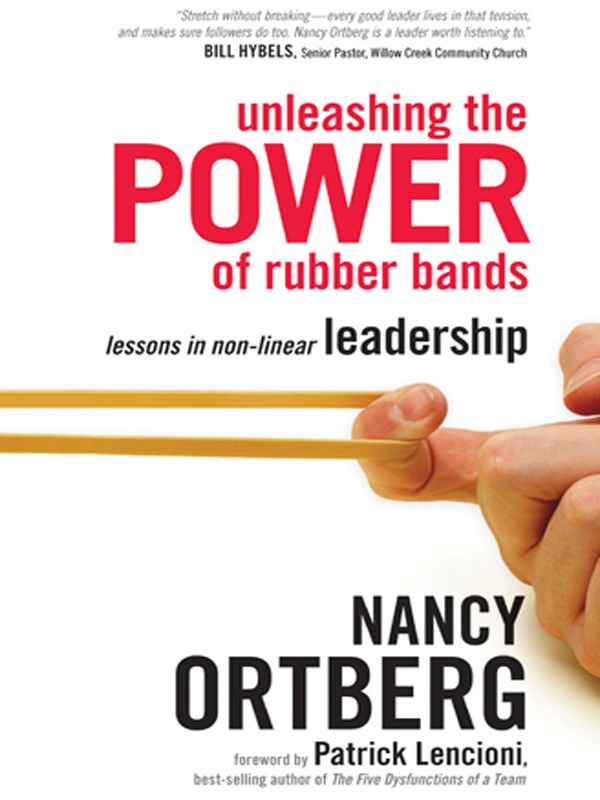 “Stretch without breaking—every good leader lives in that tension,
and makes sure followers do too. Nancy Ortberg is a leader worth listening to.”
BILL HYBELS, Senior Pastor, Willow Creek Community Church
unleashing the
POWER
of rubber bands
lessons in non-linear leadership
NANCY
ORTBERG
foreword by Patrick Lencioni,
best-selling author of The Five Dysfunctions of a Team